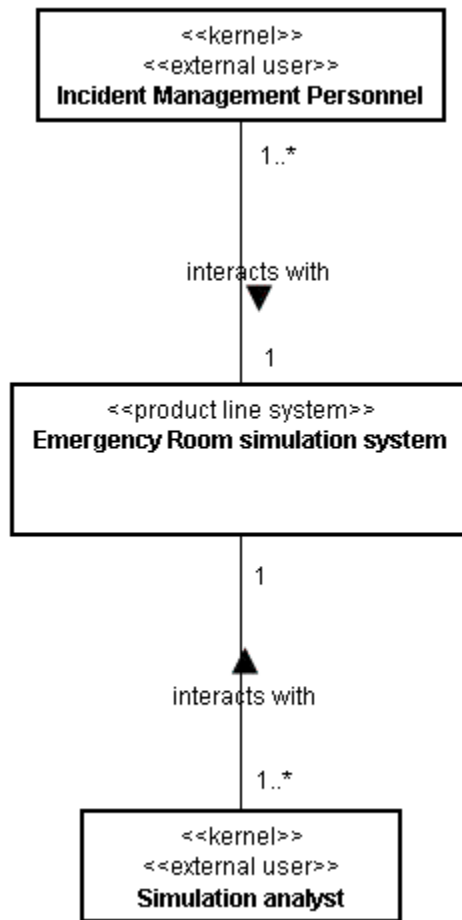 <<kernel>>
<<external user>>
Incident Management Personnel
1..*
interacts with
1
<<product line system>>
Emergency Room simulation system
1
interacts with
1..*
<<kernel>>
<<external user>>
Simulation analyst